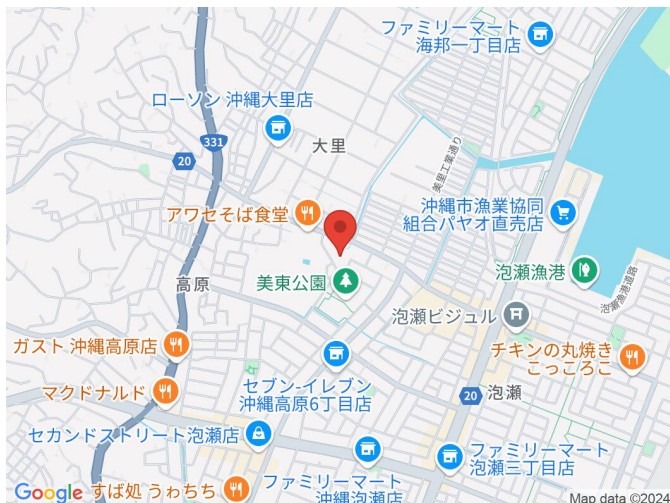 ファミリーマート
海邦一丁目店
ローソン 沖縄大里店
331
大里
20
美里工業通り
アワセそば食堂
沖縄市漁業協同
組合パヤオ直売店
高原
美東公園
泡瀬漁港
泡瀬漁港道路
泡瀬ビジュル
ガスト 沖縄高原店
チキンの丸焼き
こっころこ
マクドナルド
セブン-イレブン
沖縄高原6丁目店
20
泡瀬
セカンドストリート泡瀬店
ファミリーマート
泡瀬三丁目店
ファミリーマート
沖縄泡瀬店
すば処 うゎちち
Google
Map data ©2024